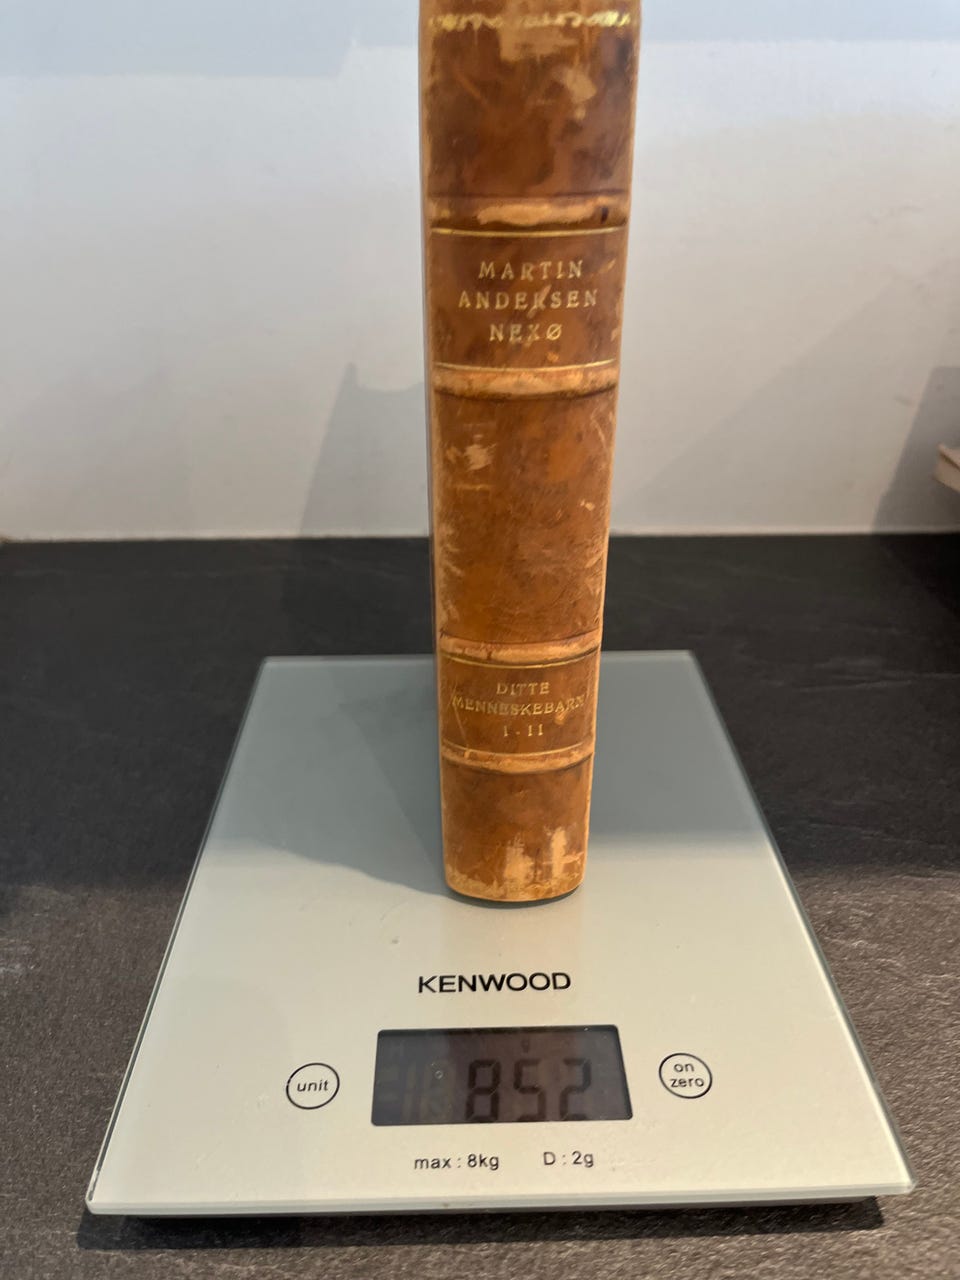 MARTIN
ANDERSEN
NEXØ
DITTE
MENNESKEBARN
I-II
KENWOOD
g
852
unit
on
zero
max : 8kg D : 2g